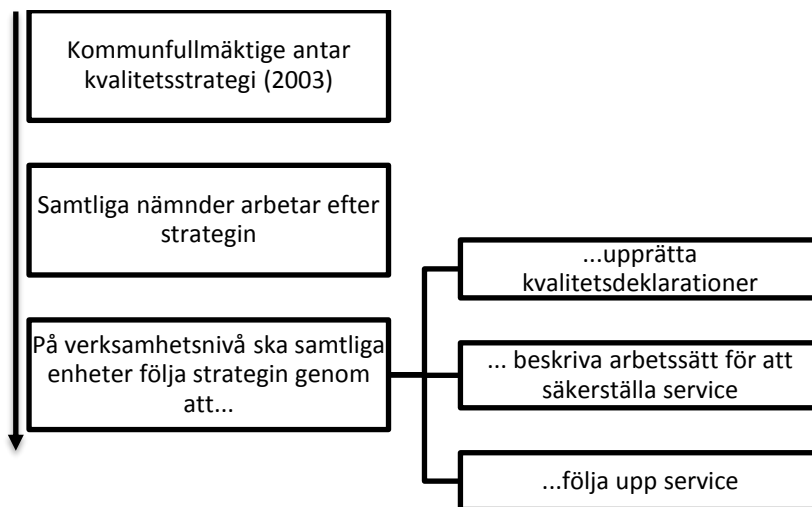 Kommunfullmäktige antar
kvalitetsstrategi (2003)
Samtliga nämnder arbetar efter
strategin
På verksamhetsnivå ska samtliga
enheter följa strategin genom
att...
...upprätta
kvalitetsdeklarationer
... beskriva arbetssätt för att
säkerställa service
...följa upp service